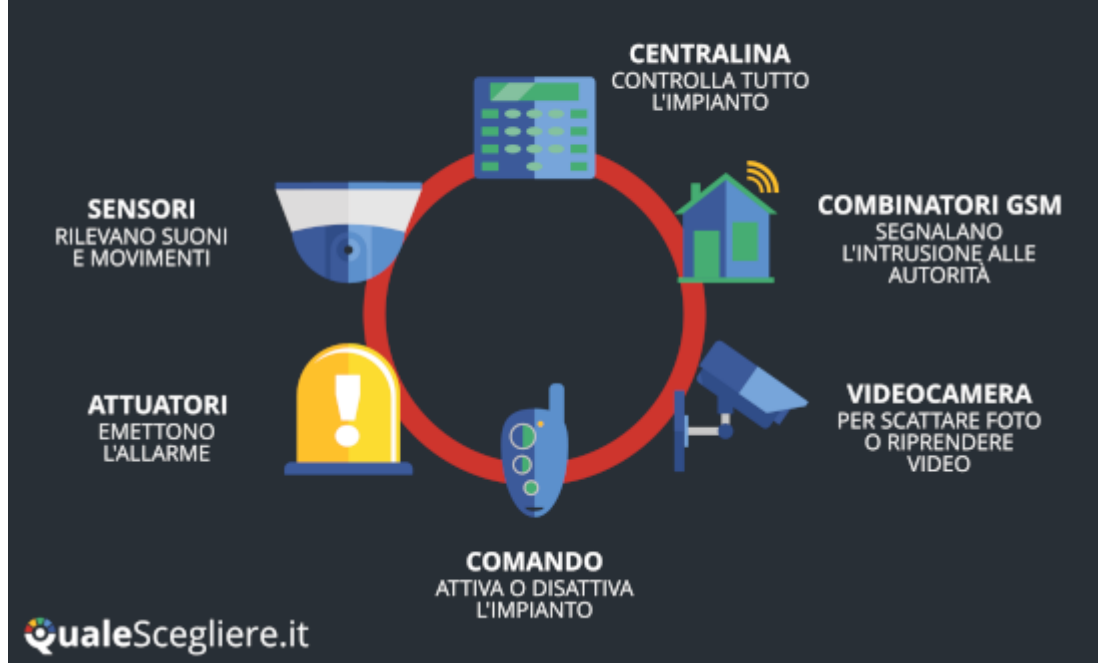 CENTRALINA
CONTROLLA TUTTO
L'IMPIANTO
COMBINATORI GSM
SEGNALANO
L'INTRUSIONE ALLE
AUTORITÀ
VIDEOCAMERA
PER SCATTARE FOTO
O RIPRENDERE
VIDEO
COMANDO
ATTIVA O DISATTIVA
L'IMPIANTO
ATTUATORI
EMETTONO
L'ALLARME
SENSORI
RILEVANO SUONI
E MOVIMENTI
QualeScegliere.it